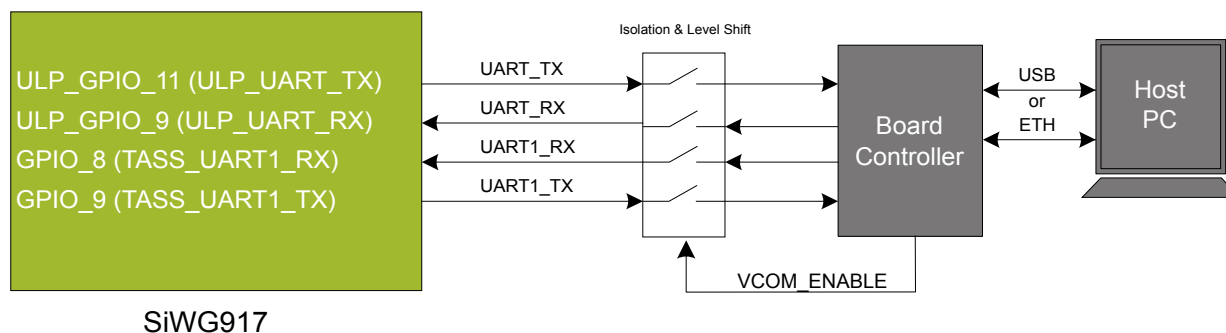 Isolation & Level Shift
ULP_GPIO_11 (ULP_UART_TX)
ULP_GPIO_9 (ULP_UART_RX)
GPIO_8 (TASS_UART1_RX)
GPIO_9 (TASS_UART1_TX)
UART_TX
UART_RX
UART1_RX
UART1_TX
Board
Controller
USB
or
ETH
Host
PC
VCOM_ENABLE
SiWG917